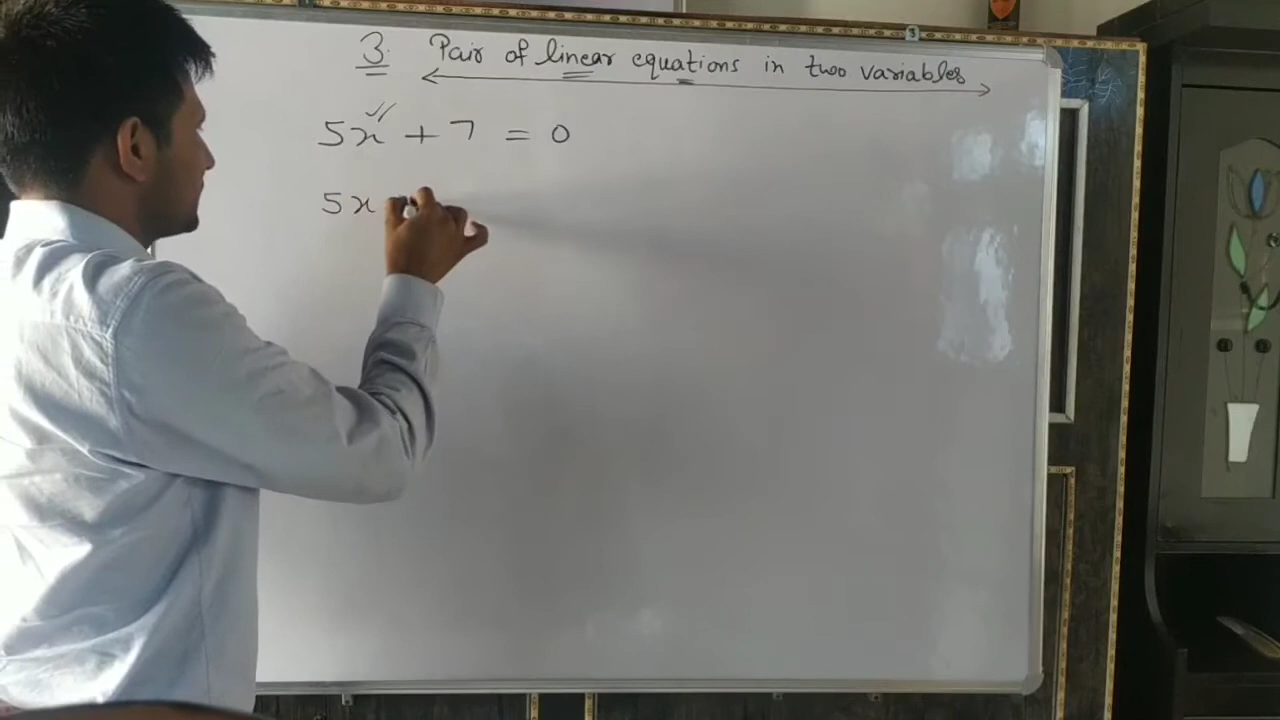 3. Pair of linear equations in two variables
5x + 7 = 0
5x